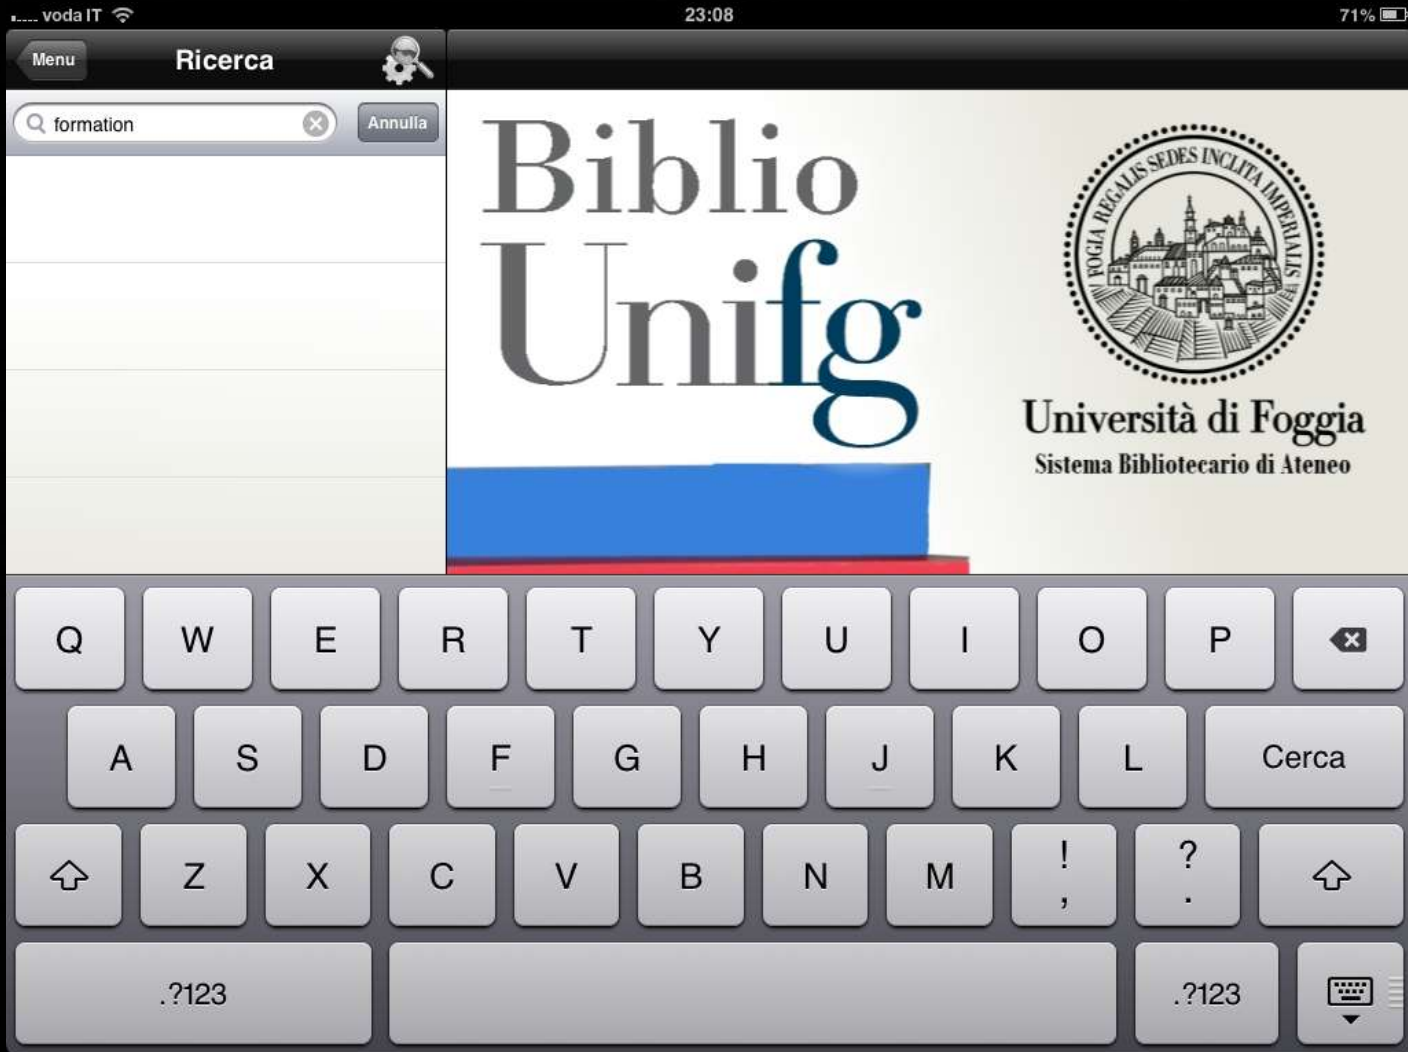 voda IT 23:08 71%
Menu Ricerca
formation Annulla
Biblio
Unifg
FOGIA REGALIS SEDES INCLITA IMPERIALIS
Università di Foggia
Sistema Bibliotecario di Ateneo
Q W E R T Y U I O P
A S D F G H J K L Cerca
Z X C V B N M ! , ? .
.?123 .?123